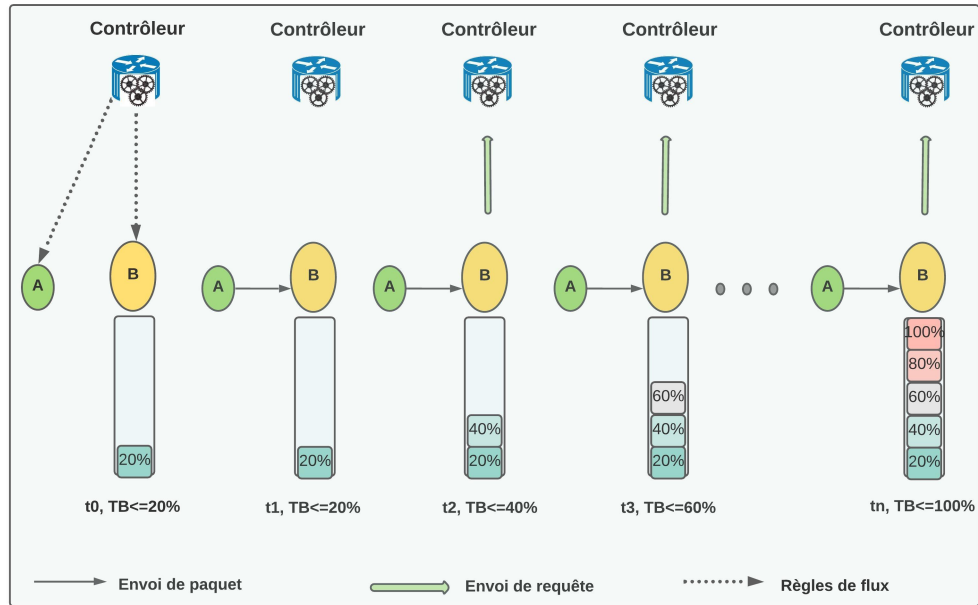 Contrôleur
Contrôleur
Contrôleur
Contrôleur
Contrôleur
A
B
A
B
A
B
A
B
A
B
20%
20%
40%
20%
60%
40%
20%
100%
80%
60%
40%
20%
t0, TB<=20%
t1, TB<=20%
t2, TB<=40%
t3, TB<=60%
tn, TB<=100%
Envoi de paquet
Envoi de requête
Règles de flux